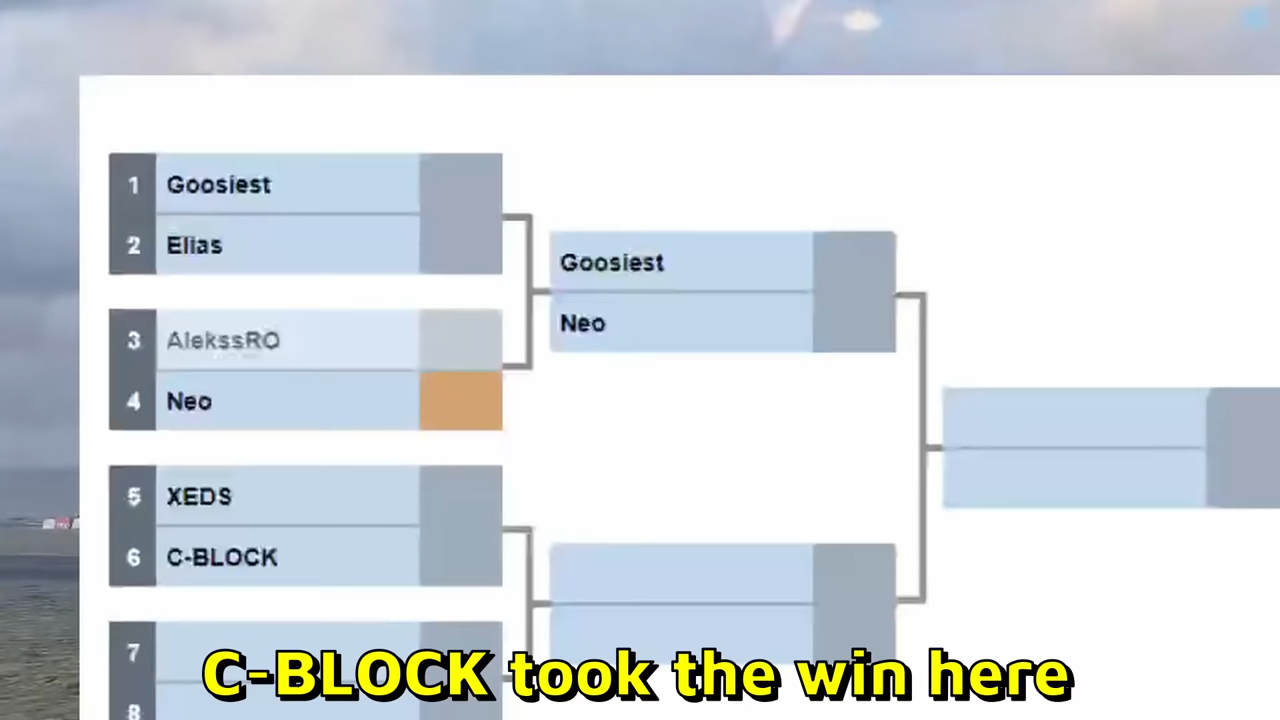 1 Goosiest
2 Elias
Goosiest
Neo
3 AlekssRO
4 Neo
5 XEDS
6 C-BLOCK
7
8
C-BLOCK took the win here